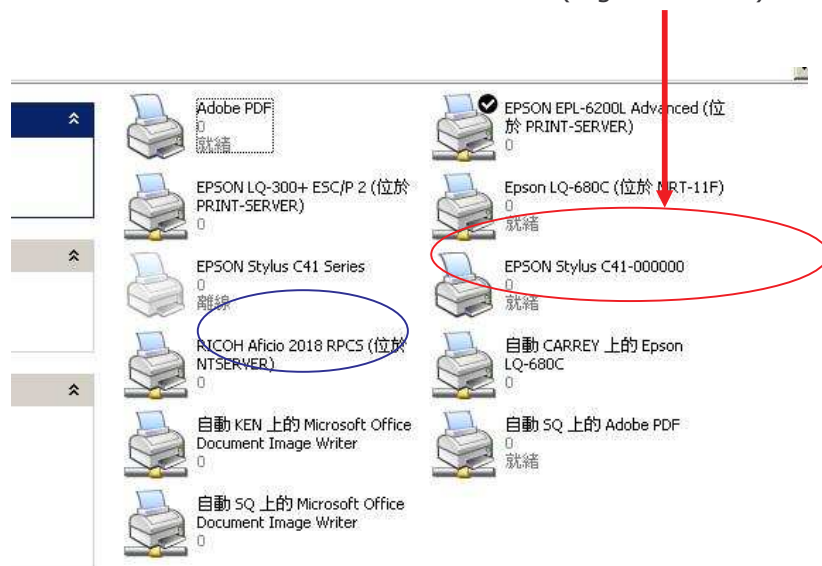 Adobe PDF
0
就緒
EPSON EPL-6200L Advanced (位
於 PRINT-SERVER)
0
EPSON LQ-300+ ESC/P 2 (位於
PRINT-SERVER)
0
Epson LQ-680C (位於 MRT-11F)
0
就緒
EPSON Stylus C41 Series
0
離線
EPSON Stylus C41-000000
0
就緒
RICOH Aficio 2018 RPCS (位於
NTSERVER)
0
自動 CARREY 上的 Epson
LQ-680C
0
自動 KEN 上的 Microsoft Office
Document Image Writer
0
自動 SQ 上的 Adobe PDF
0
就緒
自動 SQ 上的 Microsoft Office
Document Image Writer
0